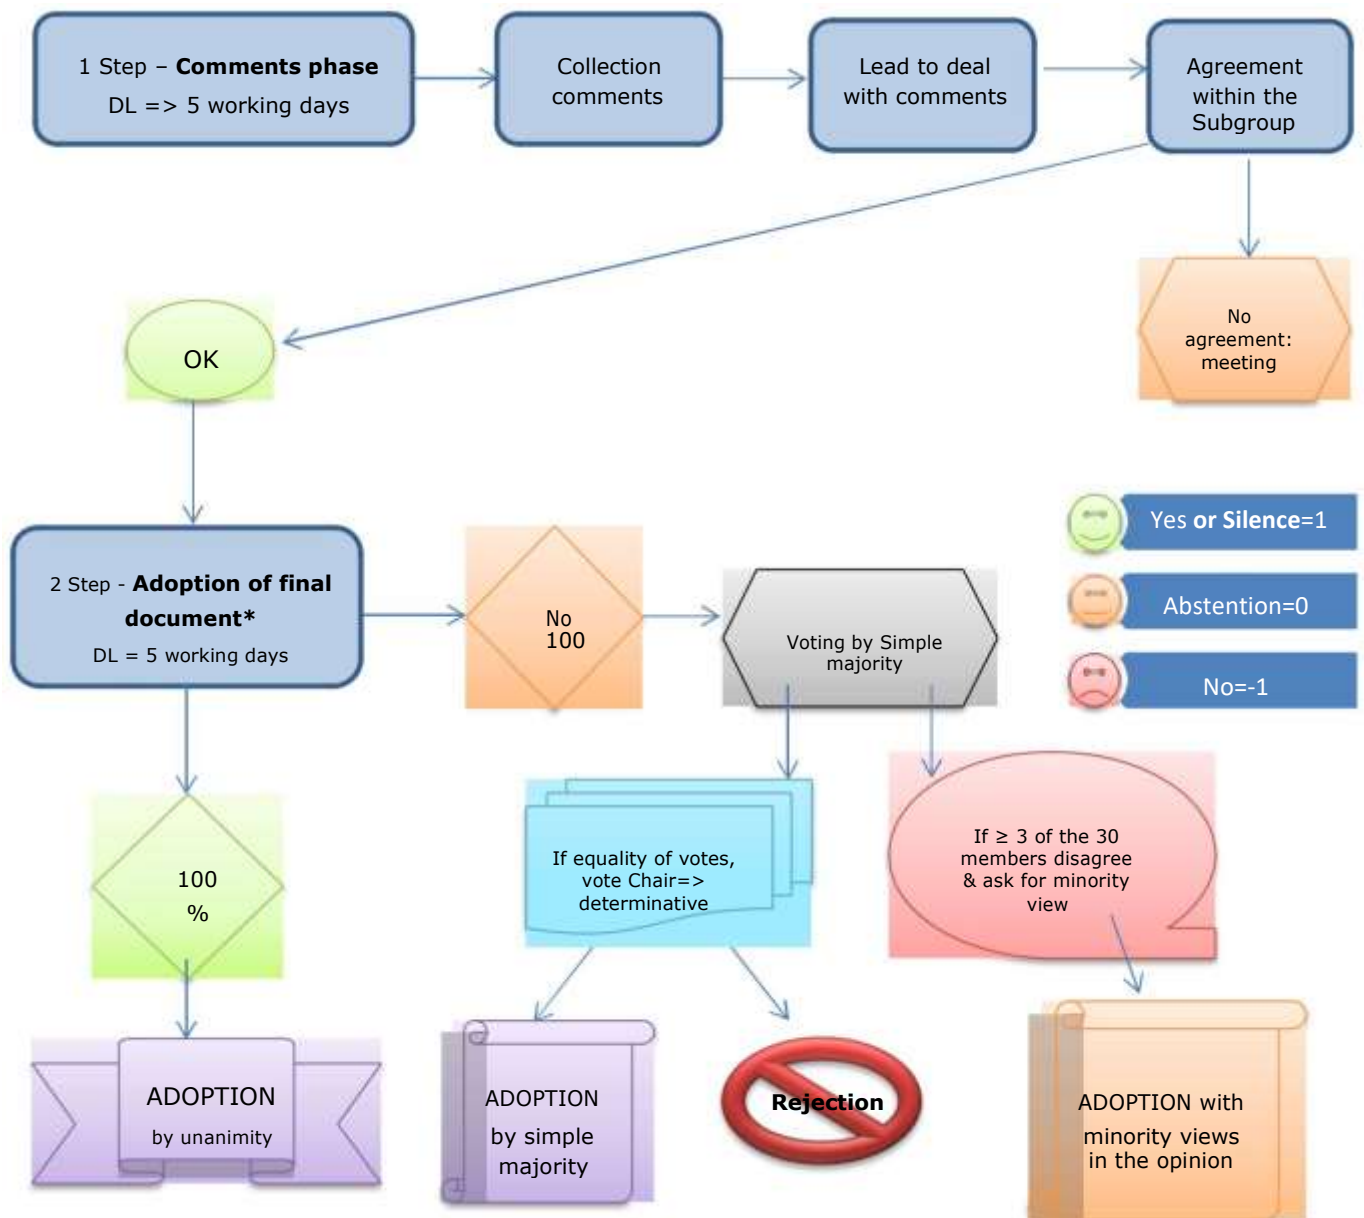 1 Step – Comments phase
DL => 5 working days
Collection
comments
Lead to deal
with comments
Agreement
within the
Subgroup
No
agreement:
meeting
OK
Yes or Silence=1
Abstention=0
No=-1
2 Step - Adoption of final
document*
DL = 5 working days
No
100
Voting by Simple
majority
100
%
If equality of votes,
vote Chair=>
determinative
If ≥ 3 of the 30
members disagree
& ask for minority
view
ADOPTION
by unanimity
ADOPTION
by simple
majority
Rejection
ADOPTION with
minority views
in the opinion